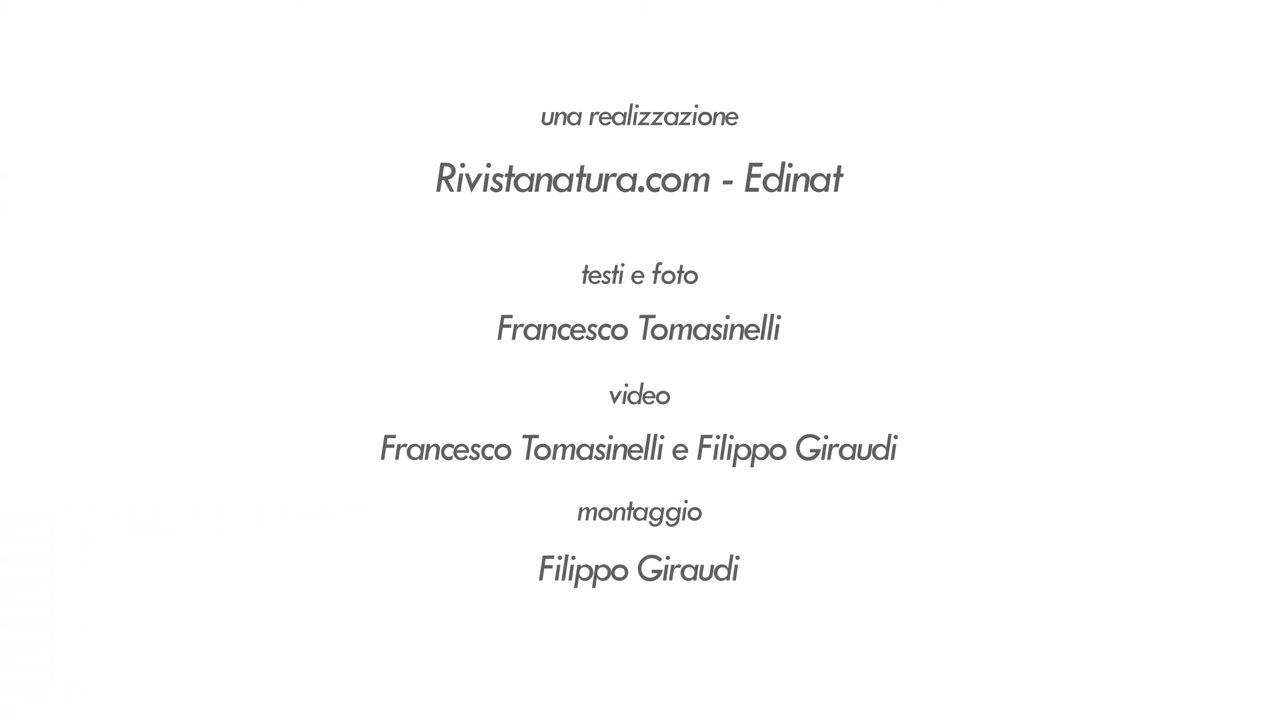 una realizzazione
Rivistanatura.com - Edinat
testi e foto
Francesco Tomasinelli
video
Francesco Tomasinelli e Filippo Giraudi
montaggio
Filippo Giraudi